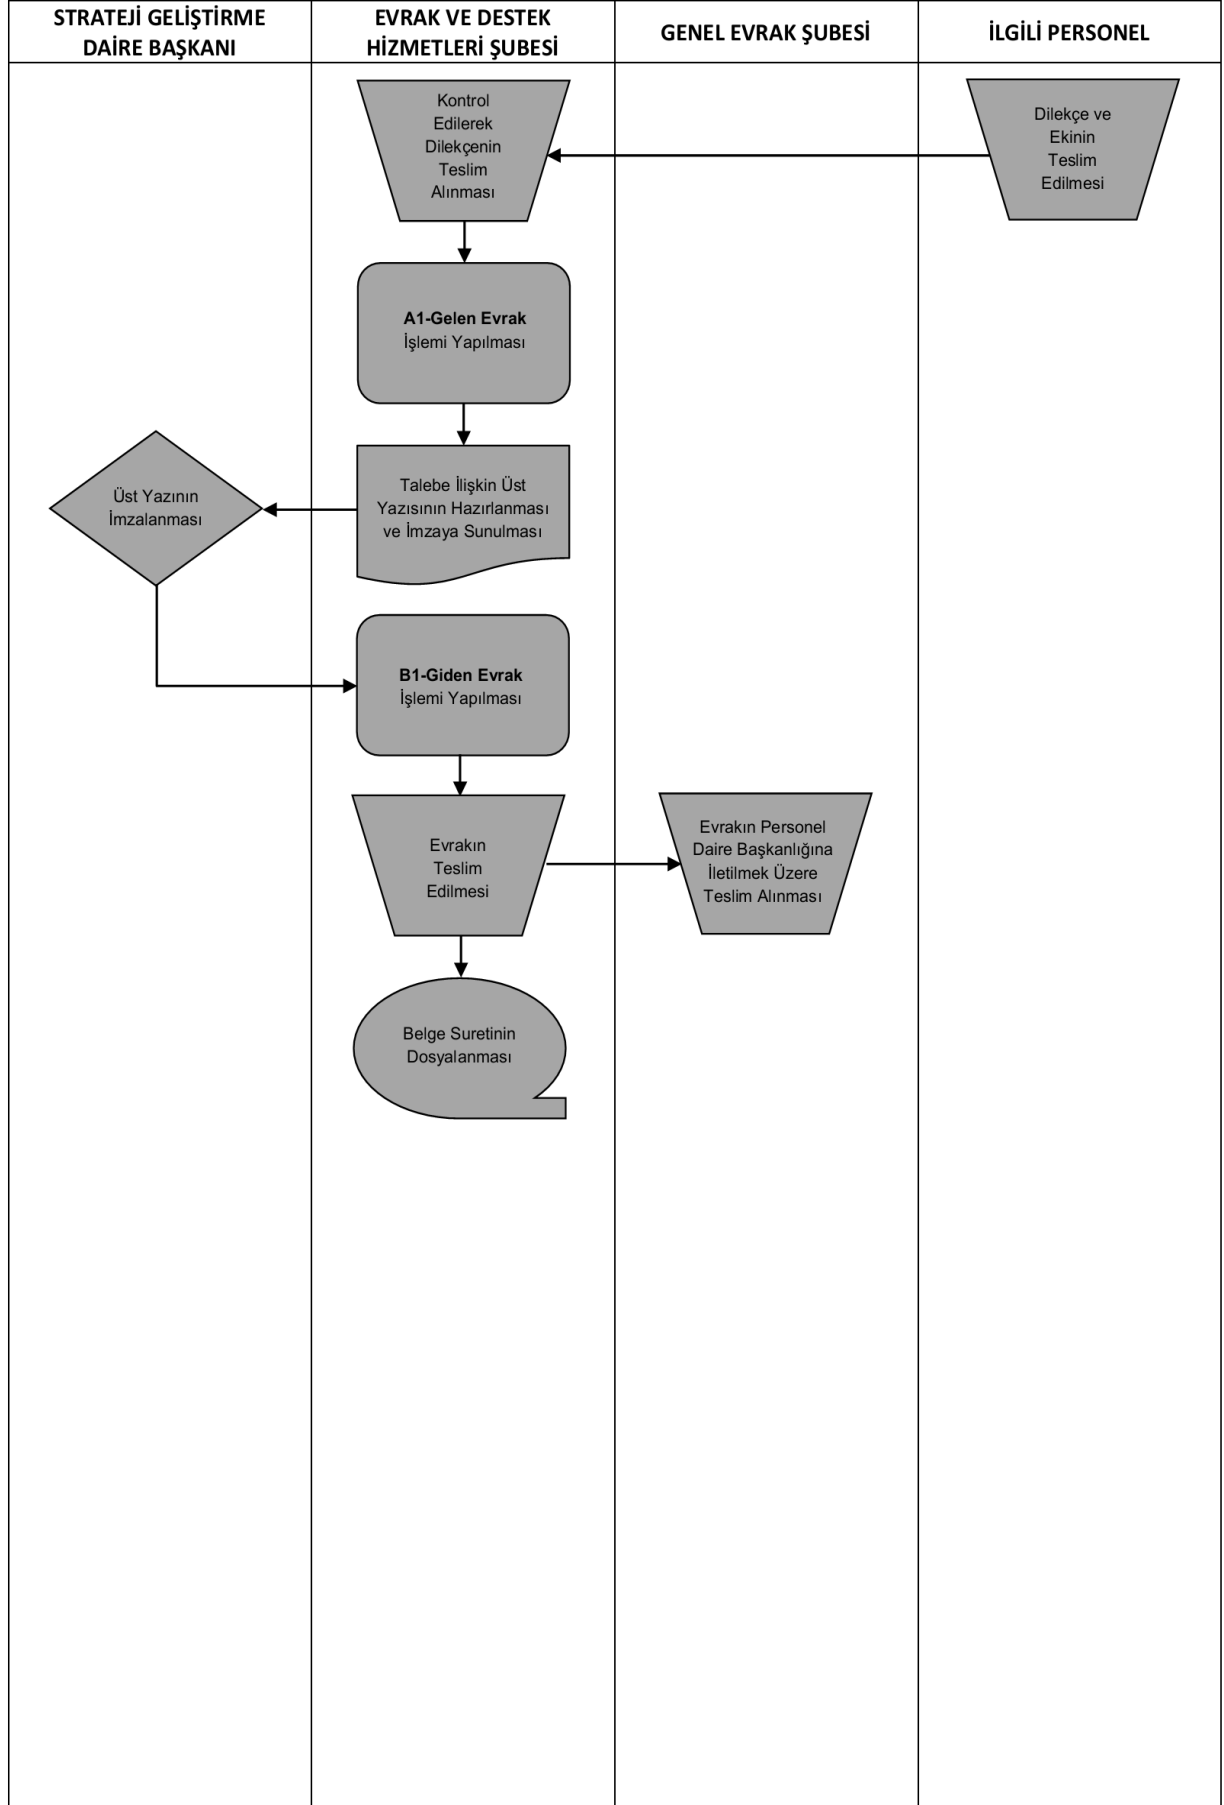 STRATEJİ GELİŞTİRME
DAİRE BAŞKANI
EVRAK VE DESTEK
HİZMETLERİ ŞUBESİ
GENEL EVRAK ŞUBESİ
İLGİLİ PERSONEL
Dilekçe ve
Ekinin
Teslim
Edilmesi
Kontrol
Edilerek
Dilekçenin
Teslim
Alınması
A1-Gelen Evrak
İşlemi Yapılması
Talebe İlişkin Üst
Yazısının Hazırlanması
ve İmzaya Sunulması
Üst Yazının
İmzalanması
B1-Giden Evrak
İşlemi Yapılması
Evrakın
Teslim
Edilmesi
Evrakın Personel
Daire Başkanlığına
İletilmek Üzere
Teslim Alınması
Belge Suretinin
Dosyalanması